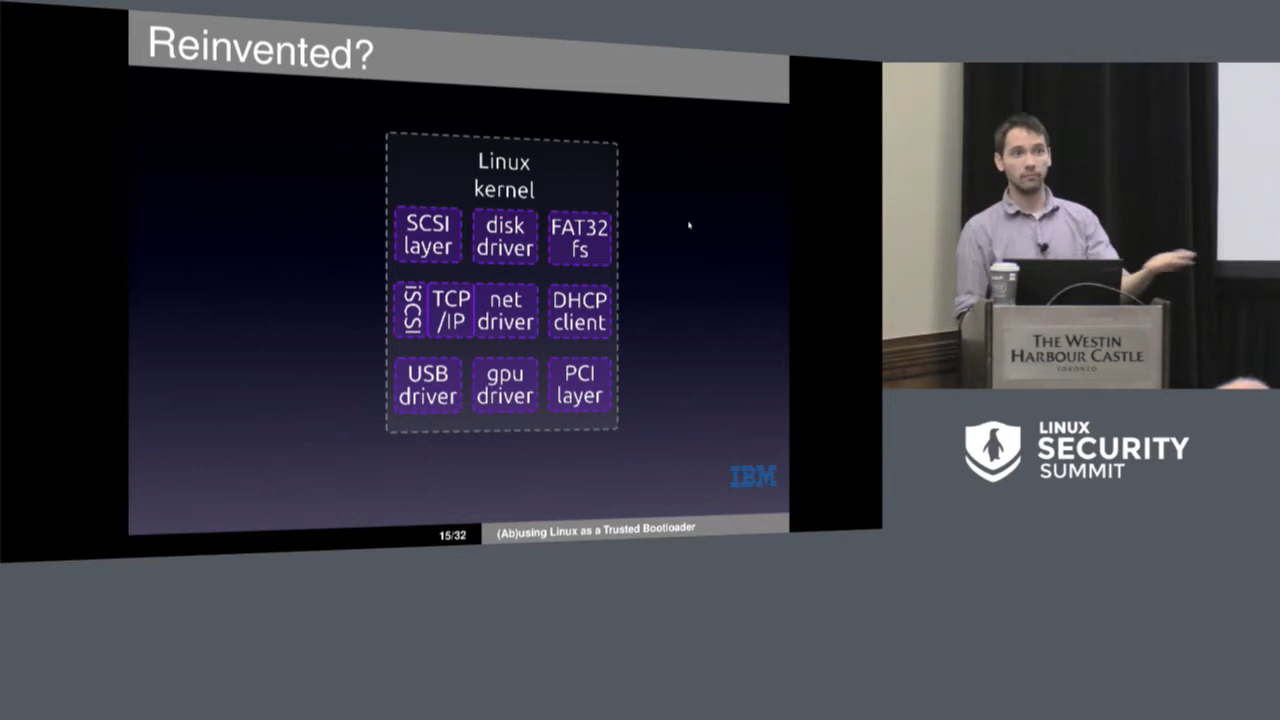 Reinvented?
Linux
kernel
SCSI
layer
disk
driver
FAT32
fs
iSCSI
TCP
/IP
net
driver
DHCP
client
USB
driver
gpu
driver
PCI
layer
IBM
15/32
(Ab)using Linux as a Trusted Bootloader
THE WESTIN
HARBOUR CASTLE
TORONTO
LINUX
SECURITY
SUMMIT